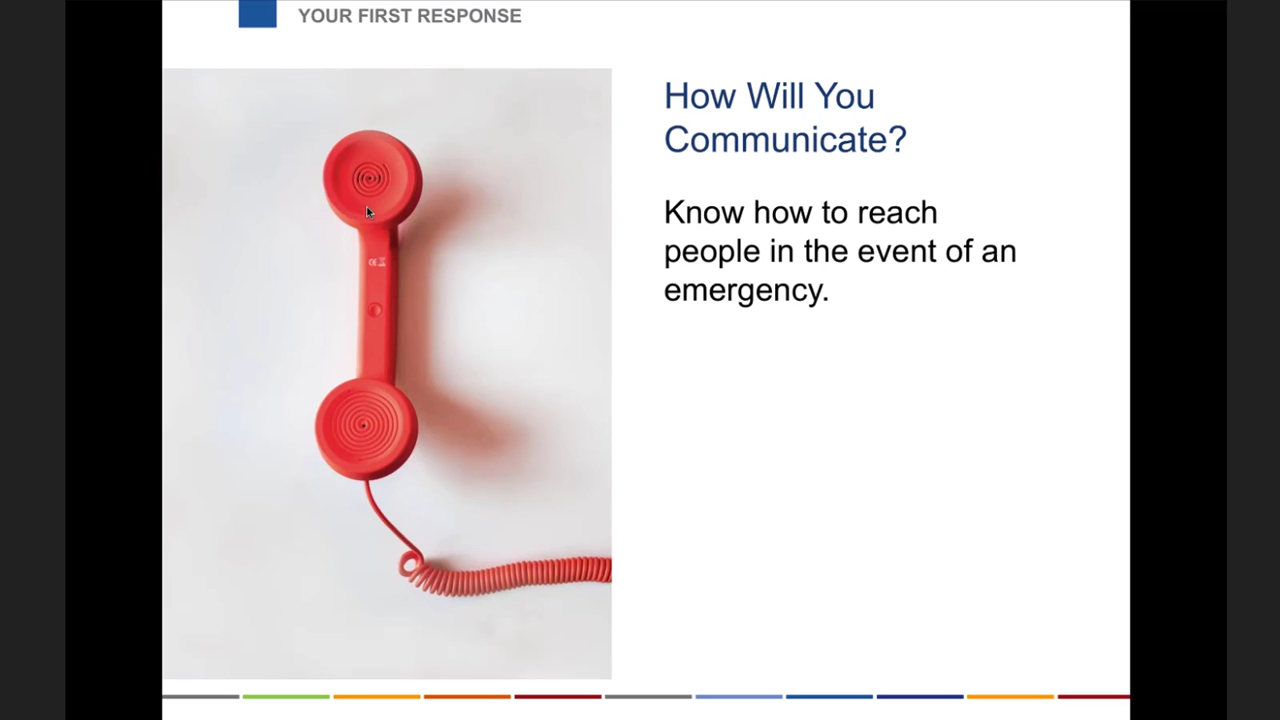 YOUR FIRST RESPONSE
How Will You
Communicate?
Know how to reach
people in the event of an
emergency.